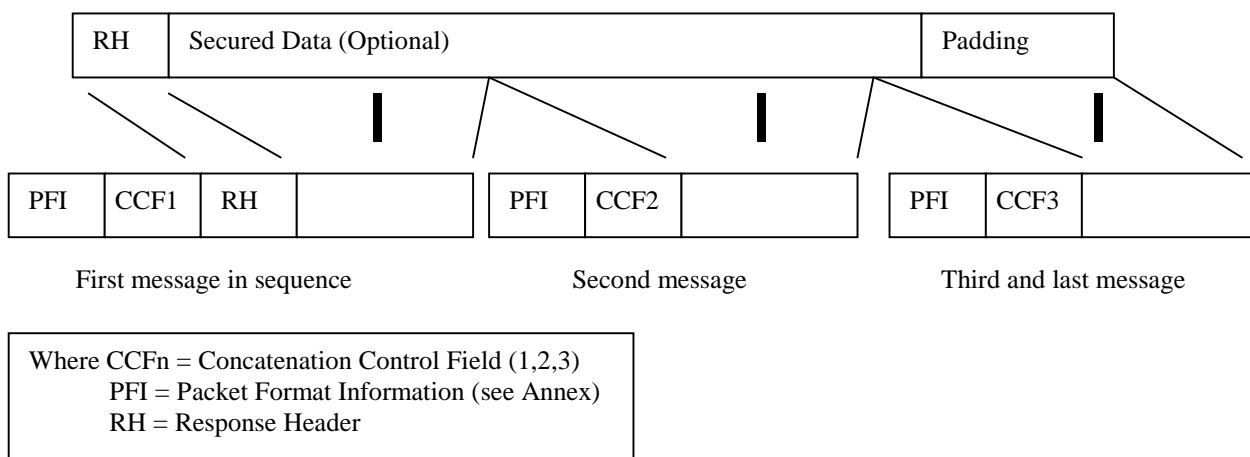 RH Secured Data (Optional) Padding
PFI CCF1 RH PFI CCF2 PFI CCF3
First message in sequence Second message Third and last message
Where CCFn = Concatenation Control Field (1,2,3)
PFI = Packet Format Information (see Annex)
RH = Response Header